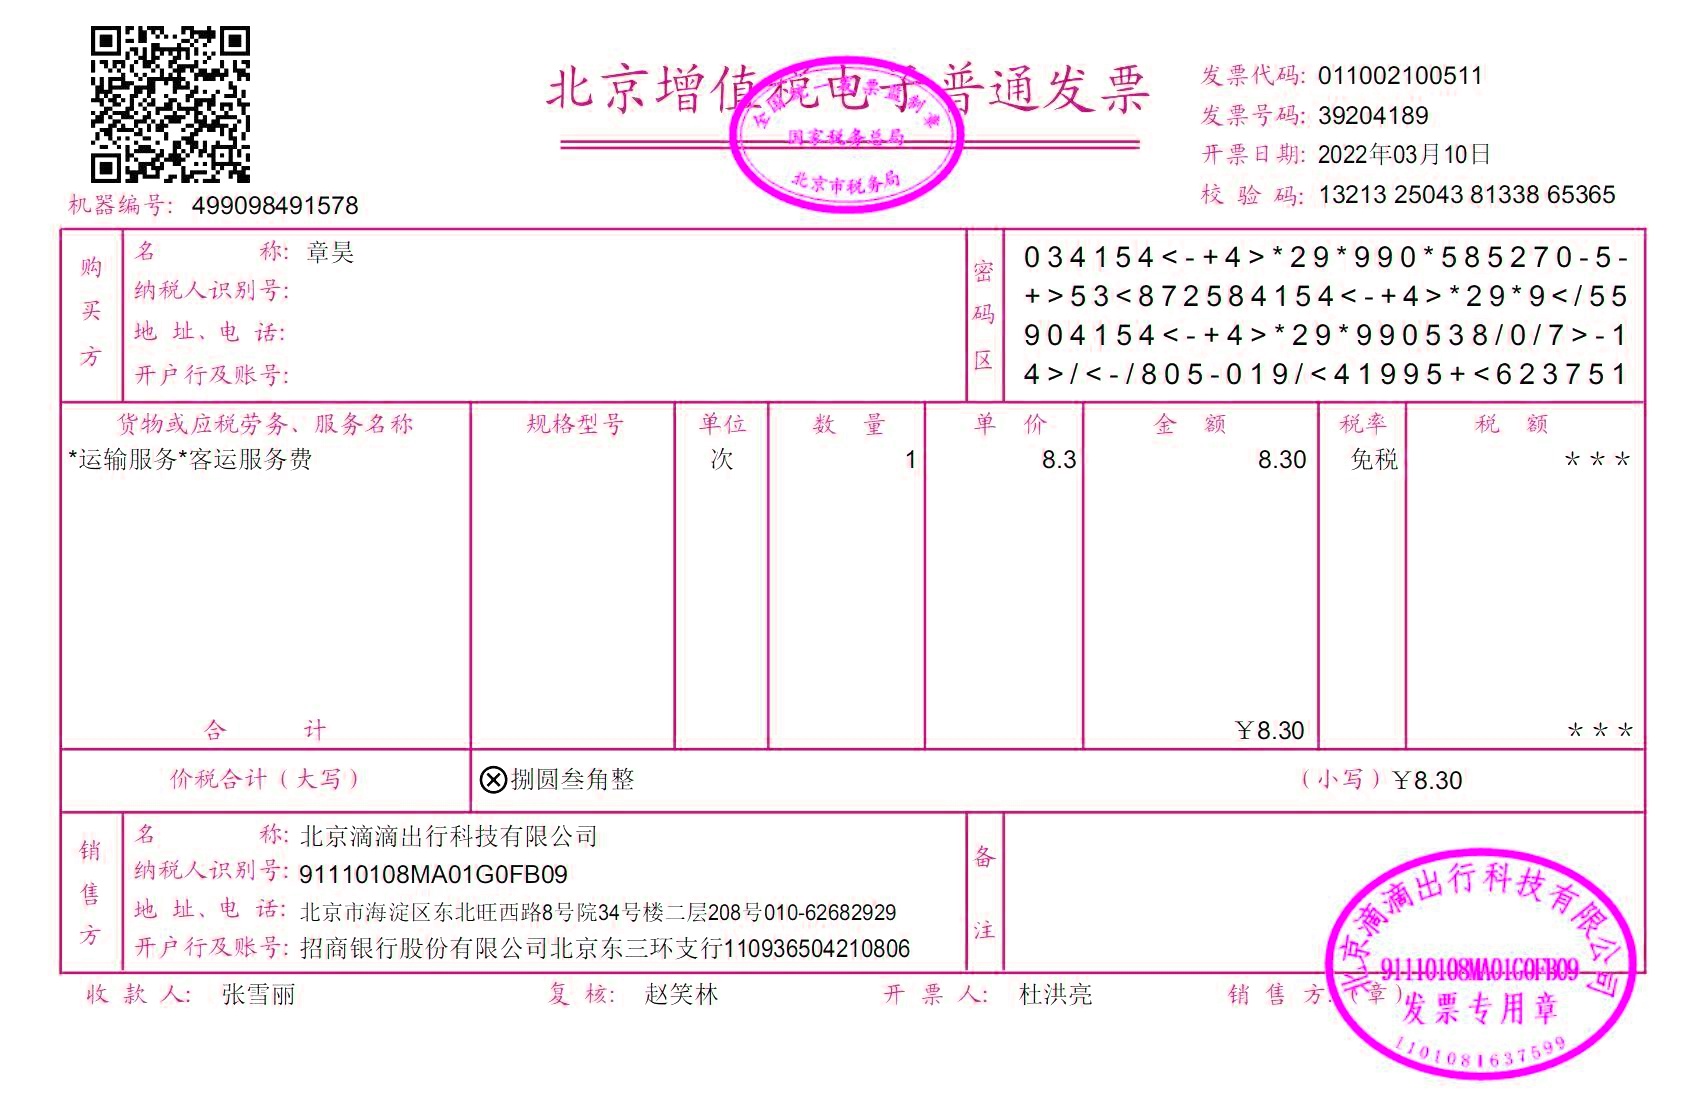 北京增值税电子普通发票
全国统一发票监制章
国家税务总局
北京市税务局
发票代码: 011002100511
发票号码: 39204189
开票日期: 2022年03月10日
校 验 码: 13213 25043 81338 65365
机器编号: 499098491578
购买方
名 称: 章昊
纳税人识别号:
地 址、电 话:
开户行及账号:
密码区
034154<-+4>*29*990*585270-5-
+>53<872584154<-+4>*29*9</55
904154<-+4>*29*990538/0/7>-1
4>/<-/805-019/<41995+<623751
货物或应税劳务、服务名称 规格型号 单位 数 量 单 价 金 额 税率 税 额
*运输服务*客运服务费 次 1 8.3 8.30 免税 ***
合 计 ￥8.30 ***
价税合计（大写） ⊗捌圆叁角整 （小写）￥8.30
销售方
名 称: 北京滴滴出行科技有限公司
纳税人识别号: 91110108MA01G0FB09
地 址、电 话: 北京市海淀区东北旺西路8号院34号楼二层208号010-62682929
开户行及账号: 招商银行股份有限公司北京东三环支行110936504210806
备注
收 款 人: 张雪丽 复 核: 赵笑林 开 票 人: 杜洪亮 销 售 方:（章）
北京滴滴出行科技有限公司
91110108MA01G0FB09
发票专用章
1101081637599